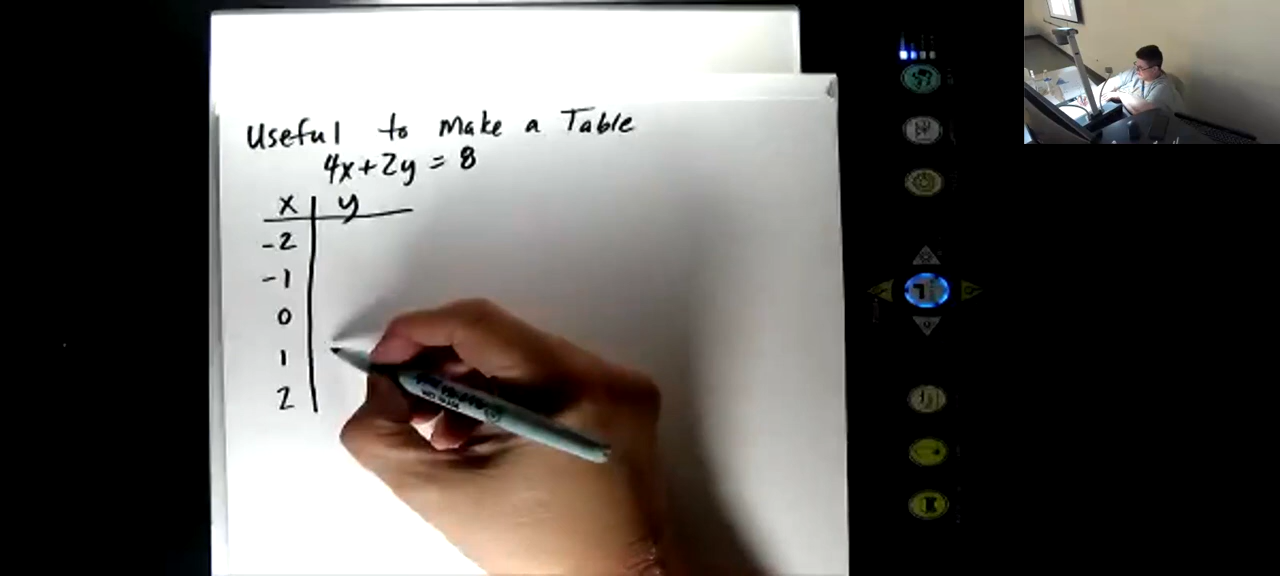 Useful to Make a Table
4x+2y = 8
x y
-2
-1
0
1
2